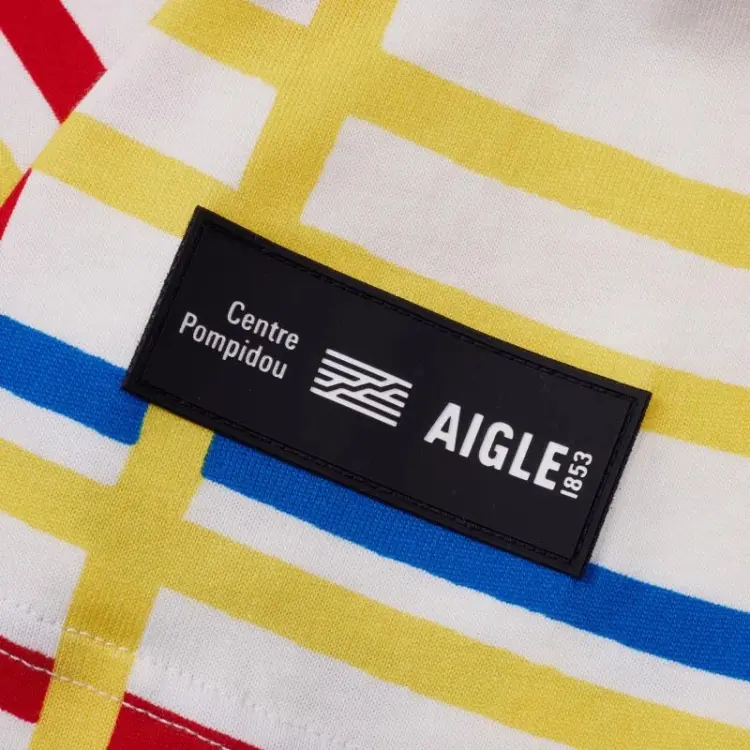 Centre
Pompidou
AIGLE
1853